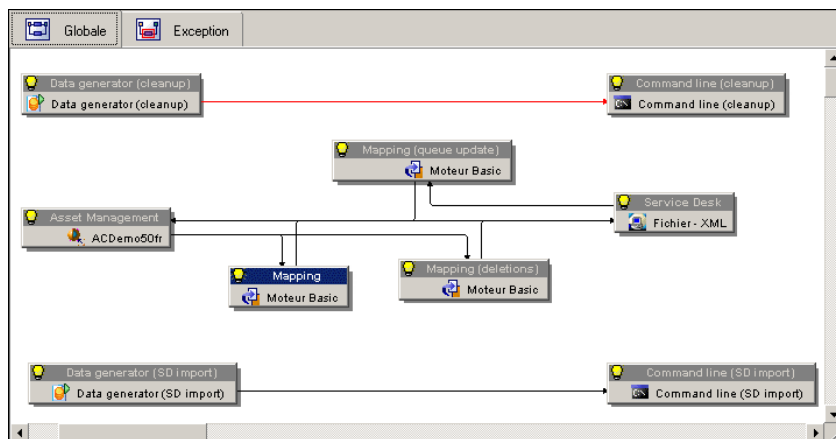 Globale Exception
Data generator (cleanup) Command line (cleanup)
Data generator (cleanup) Command line (cleanup)
Mapping (queue update)
Moteur Basic
Service Desk
Fichier - XML
Asset Management
ACDemo50fr
Mapping Mapping (deletions)
Moteur Basic Moteur Basic
Data generator (SD import) Command line (SD import)
Data generator (SD import) Command line (SD import)